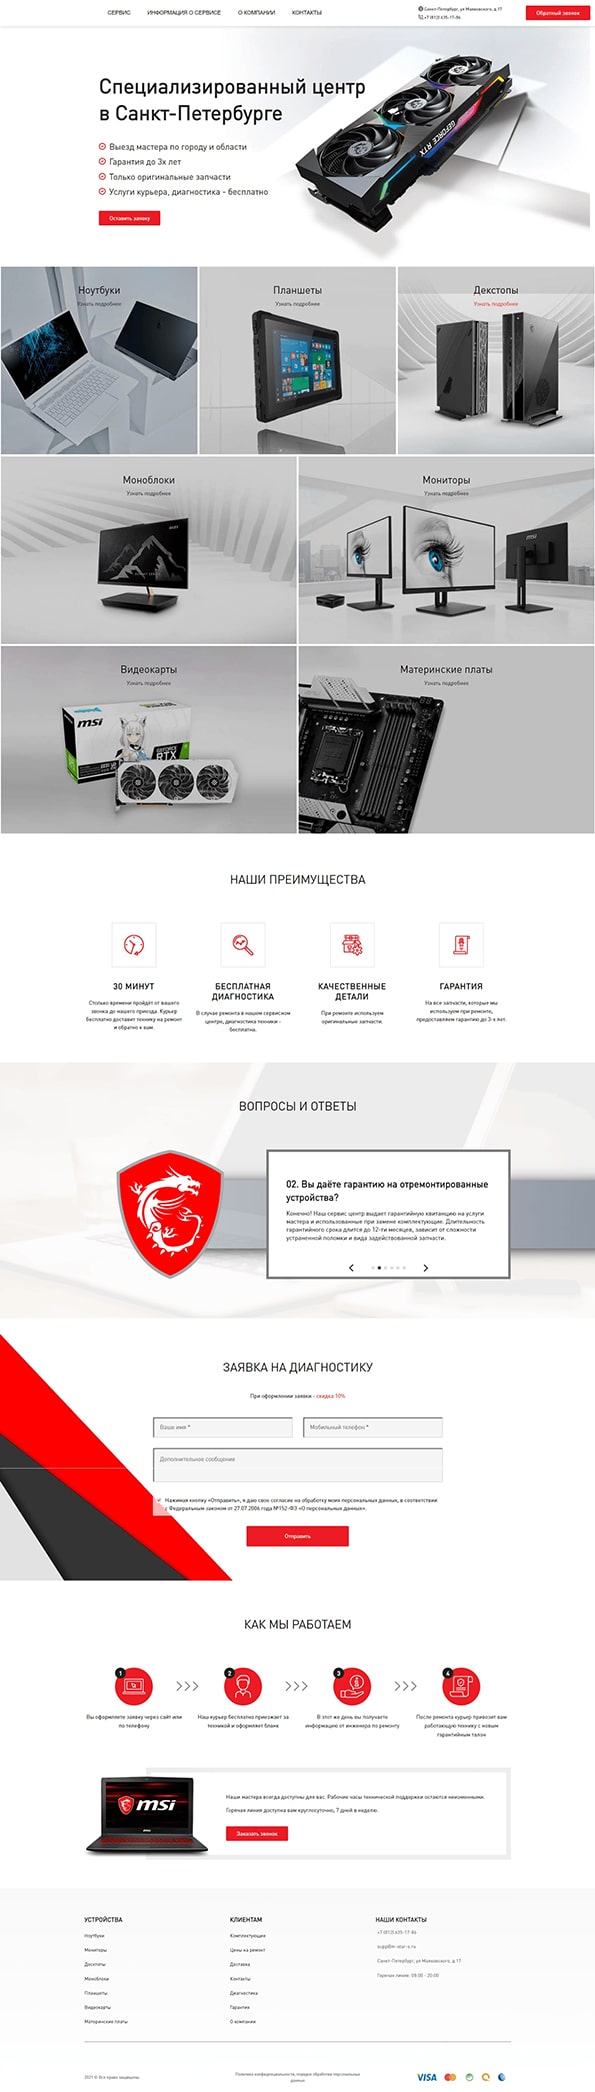 СЕРВИС ИНФОРМАЦИЯ О СЕРВИСЕ О КОМПАНИИ КОНТАКТЫ
Санкт-Петербург, ул Маяковского, д.17
+7 (812) 635-17-86
Обратный звонок
Специализированный центр
в Санкт-Петербурге
Выезд мастера по городу и области
Гарантия до 3х лет
Только оригинальные запчасти
Услуги курьера, диагностика - бесплатно
Оставить заявку
GEFORCE RTX
Ноутбуки
Узнать подробнее
Планшеты
Узнать подробнее
Декстопы
Узнать подробнее
Моноблоки
Узнать подробнее
Мониторы
Узнать подробнее
msi
Видеокарты
Узнать подробнее
msi
GEFORCE
RTX
Материнские платы
Узнать подробнее
НАШИ ПРЕИМУЩЕСТВА
30 МИНУТ
Столько времени пройдёт от вашего
звонка до нашего приезда. Курьер
бесплатно доставит технику на ремонт
и обратно к вам.
БЕСПЛАТНАЯ
ДИАГНОСТИКА
В случае ремонта в нашем сервисном
центре, диагностика техники -
бесплатна.
КАЧЕСТВЕННЫЕ
ДЕТАЛИ
При ремонте используем
оригинальные запчасти.
ГАРАНТИЯ
На все запчасти, которые мы
используем при ремонте,
предоставляем гарантию до 3-х лет.
ВОПРОСЫ И ОТВЕТЫ
02. Вы даёте гарантию на отремонтированные
устройства?
Конечно! Наш сервис центр выдает гарантийную квитанцию на услуги
мастера и использованные при замене комплектующие. Длительность
гарантийного срока длится до 12-ти месяцев, зависит от сложности
устраненной поломки и вида задействованной запчасти.
ЗАЯВКА НА ДИАГНОСТИКУ
При оформлении заявки - скидка 10%
Ваше имя *
Мобильный телефон *
Дополнительное сообщение
Нажимая кнопку «Отправить», я даю свое согласие на обработку моих персональных данных, в соответствии
с Федеральным законом от 27.07.2006 года №152-ФЗ «О персональных данных».
Отправить
КАК МЫ РАБОТАЕМ
1
Вы оформляете заявку через сайт или
по телефону
2
Наш курьер бесплатно приезжает за
техникой и оформляет бланк
3
В этот же день вы получаете
информацию от инженера по ремонту
4
После ремонта курьер привозит вам
работающую технику с новым
гарантийным талон
msi
Наши мастера всегда доступны для вас. Рабочие часы технической поддержки остаются неизменными.
Горячая линия доступна вам круглосуточно, 7 дней в неделю.
Заказать звонок
УСТРОЙСТВА
Ноутбуки
Мониторы
Десктопы
Моноблоки
Планшеты
Видеокарты
Материнские платы
КЛИЕНТАМ
Комплектующие
Цены на ремонт
Доставка
Контакты
Диагностика
Гарантия
О компании
НАШИ КОНТАКТЫ
+7 (812) 635-17-86
Санкт-Петербург, ул Маяковского, д.17
Горячая линия: 08:00 - 20:00
2021 © Все права защищены.
Политика конфиденциальности, порядок обработки персональных
данных
VISA